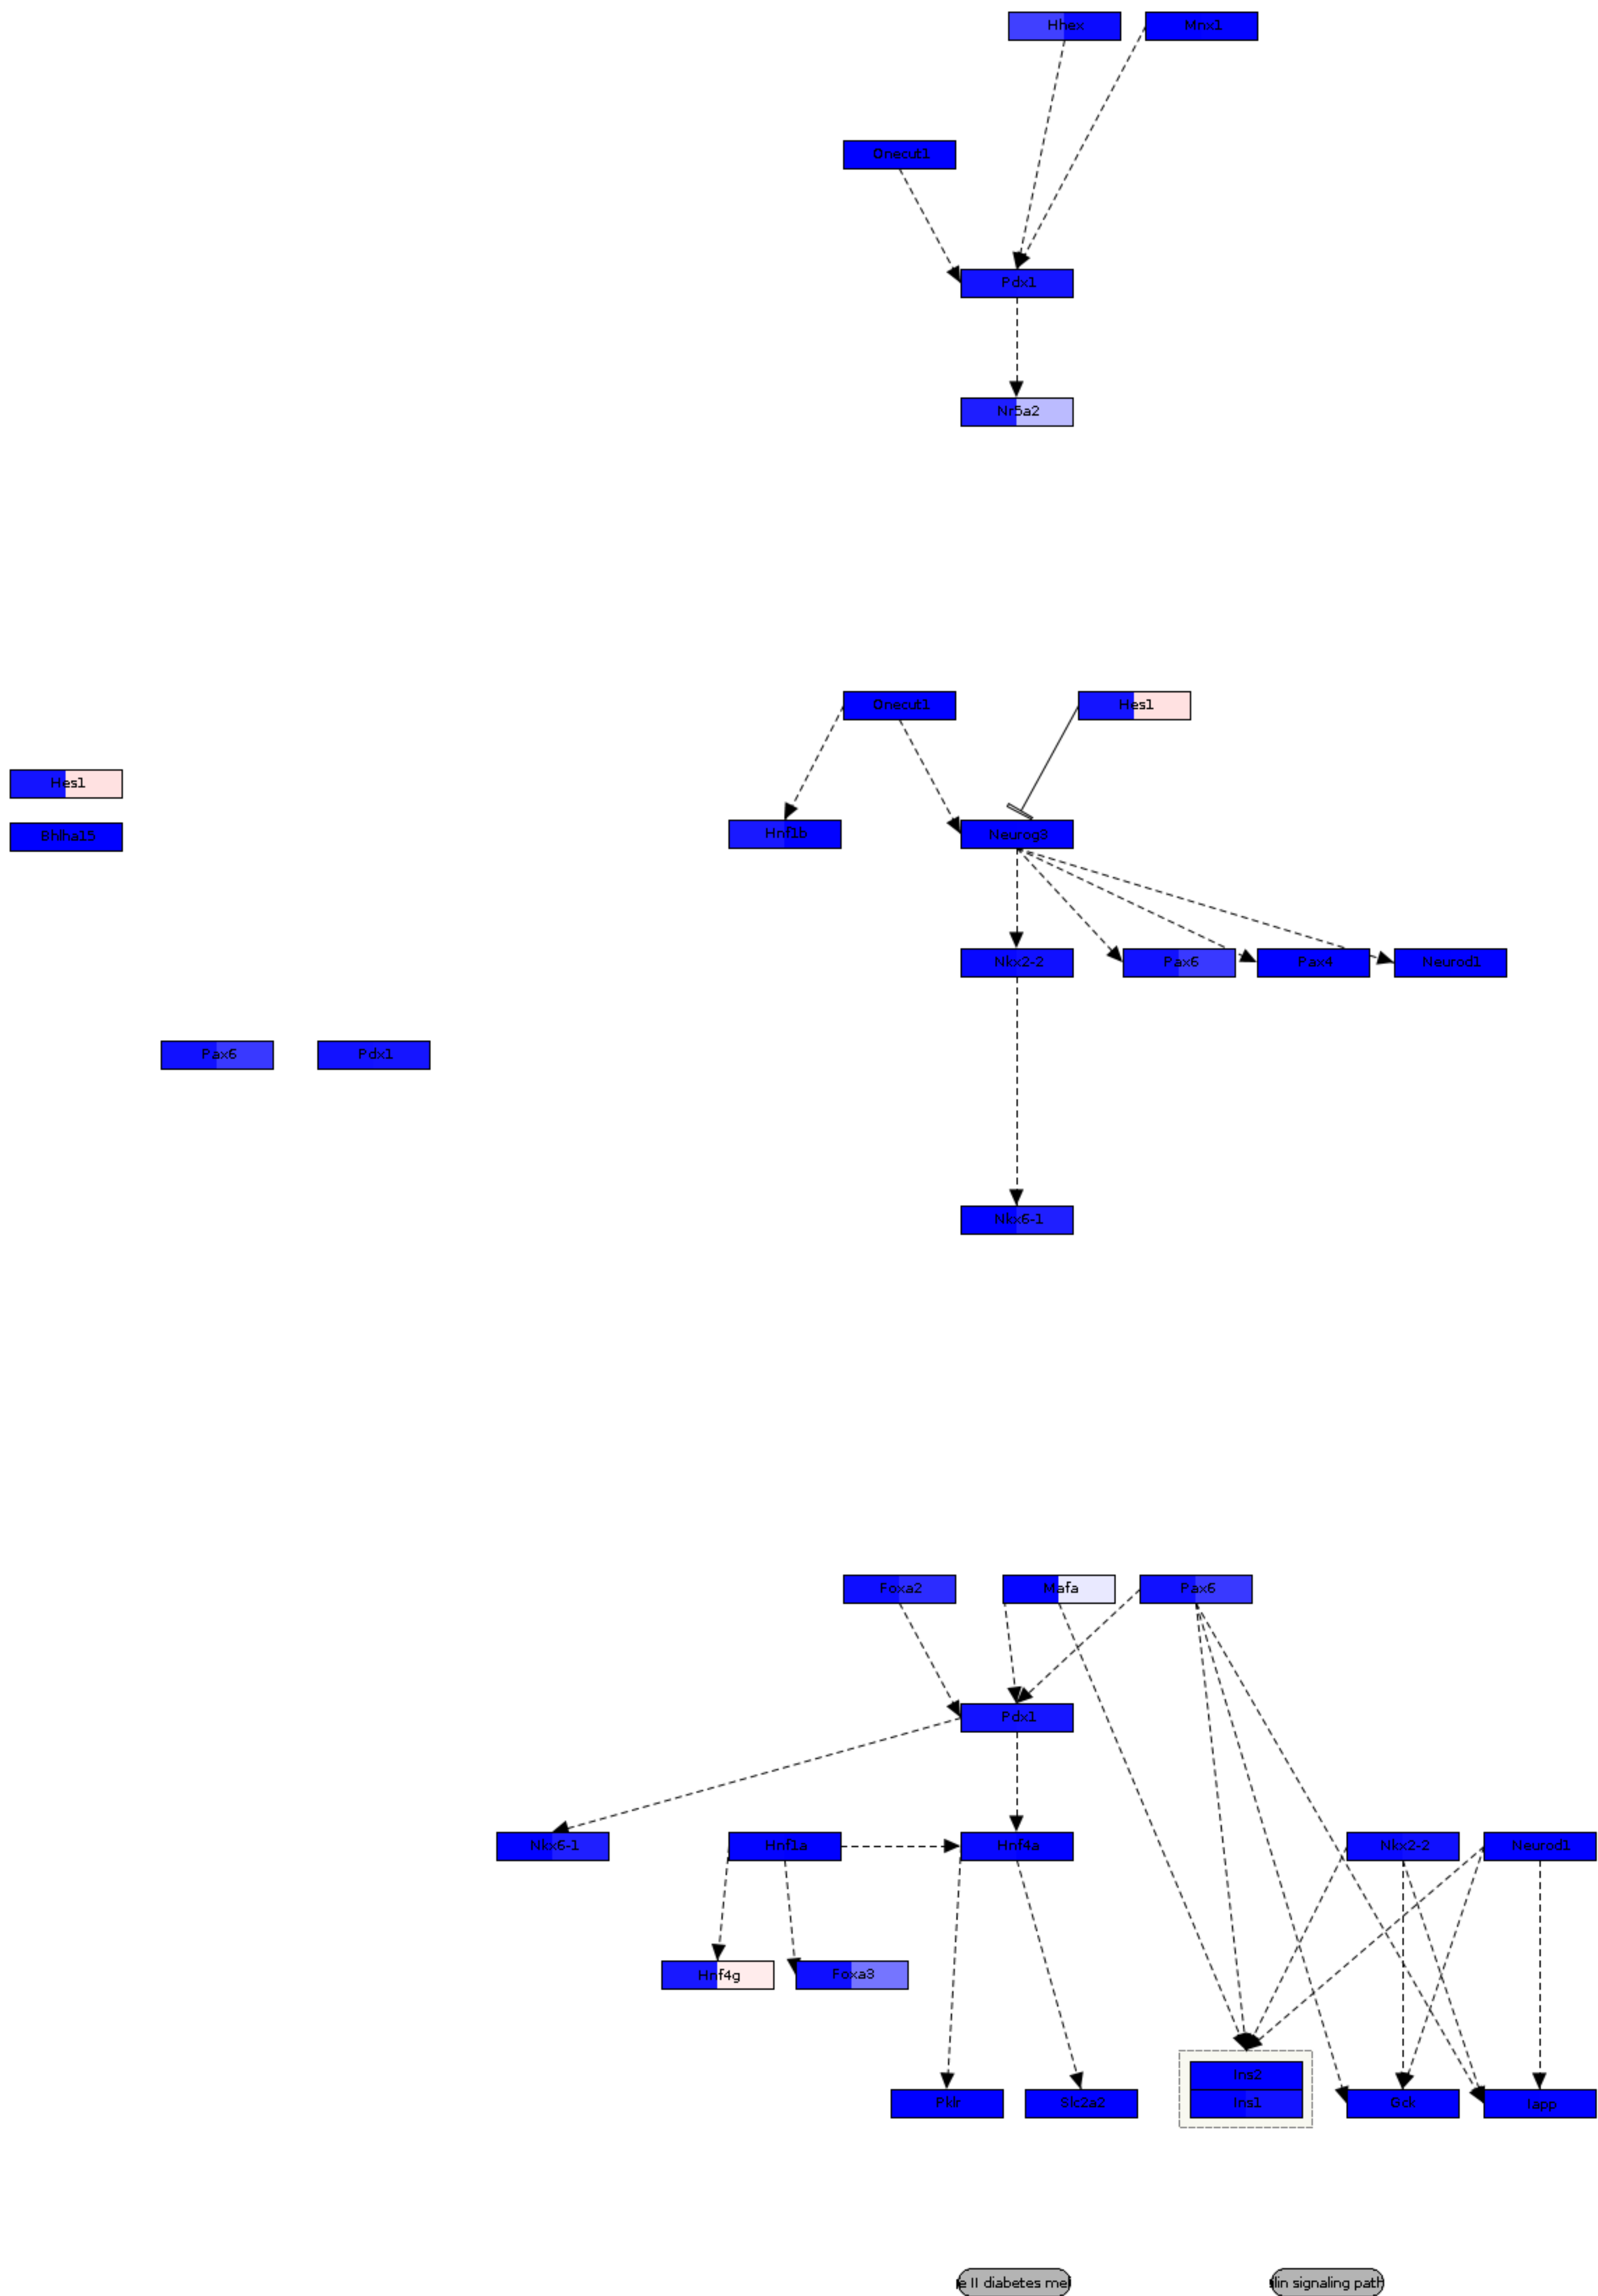 Hhex
Mnx1
Onecut1
Pdx1
Nr5a2
Onecut1
Hes1
Hes1
Bhlha15
Hnf1b
Neurog3
Nkx2-2
Pax6
Pax4
Neurod1
Pax6
Pdx1
Nkx6-1
Foxa2
Mafa
Pax6
Pdx1
Nkx6-1
Hnf1a
Hnf4a
Nkx2-2
Neurod1
Hnf4g
Foxa3
Ins2
Pklr
Slc2a2
Ins1
Gck
Iapp
e II diabetes mel
lin signaling path